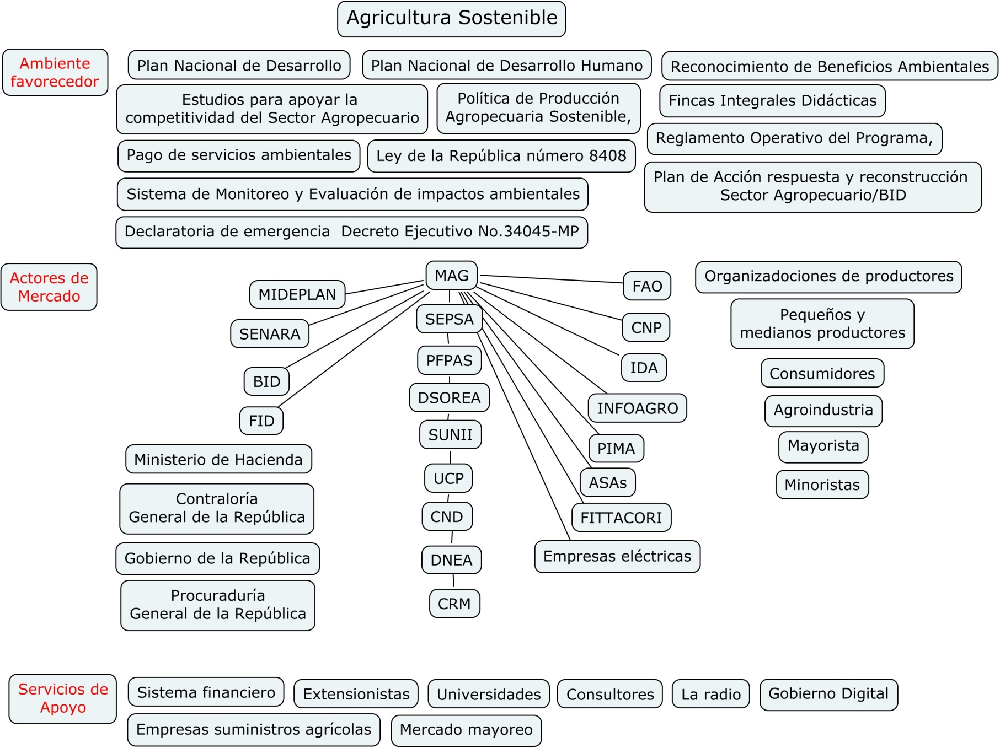 Agricultura Sostenible
Ambiente
favorecedor
Plan Nacional de Desarrollo
Plan Nacional de Desarrollo Humano
Reconocimiento de Beneficios Ambientales
Estudios para apoyar la
competitividad del Sector Agropecuario
Política de Producción
Agropecuaria Sostenible,
Fincas Integrales Didácticas
Reglamento Operativo del Programa,
Pago de servicios ambientales
Ley de la República número 8408
Plan de Acción respuesta y reconstrucción
Sector Agropecuario/BID
Sistema de Monitoreo y Evaluación de impactos ambientales
Declaratoria de emergencia  Decreto Ejecutivo No.34045-MP
Actores de
Mercado
MAG
MIDEPLAN
SENARA
BID
FID
Ministerio de Hacienda
Contraloría
General de la República
Gobierno de la República
Procuraduría
General de la República
SEPSA
PFPAS
DSOREA
SUNII
UCP
CND
DNEA
CRM
FAO
CNP
IDA
INFOAGRO
PIMA
ASAs
FITTACORI
Empresas eléctricas
Organizadociones de productores
Pequeños y
medianos productores
Consumidores
Agroindustria
Mayorista
Minoristas
Servicios de
Apoyo
Sistema financiero
Extensionistas
Universidades
Consultores
La radio
Gobierno Digital
Empresas suministros agrícolas
Mercado mayoreo